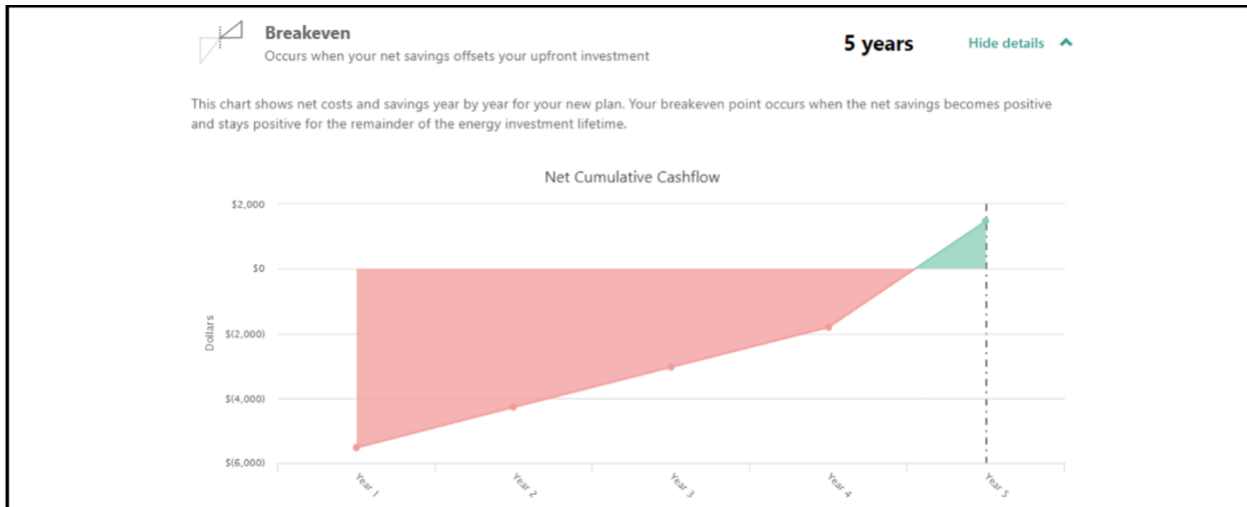 Breakeven
Occurs when your net savings offsets your upfront investment
5 years
Hide details
This chart shows net costs and savings year by year for your new plan. Your breakeven point occurs when the net savings becomes positive
and stays positive for the remainder of the energy investment lifetime.
Net Cumulative Cashflow
$2,000
$0
$(2,000)
$(4,000)
$(6,000)
Dollars
Year 1
Year 2
Year 3
Year 4
Year 5